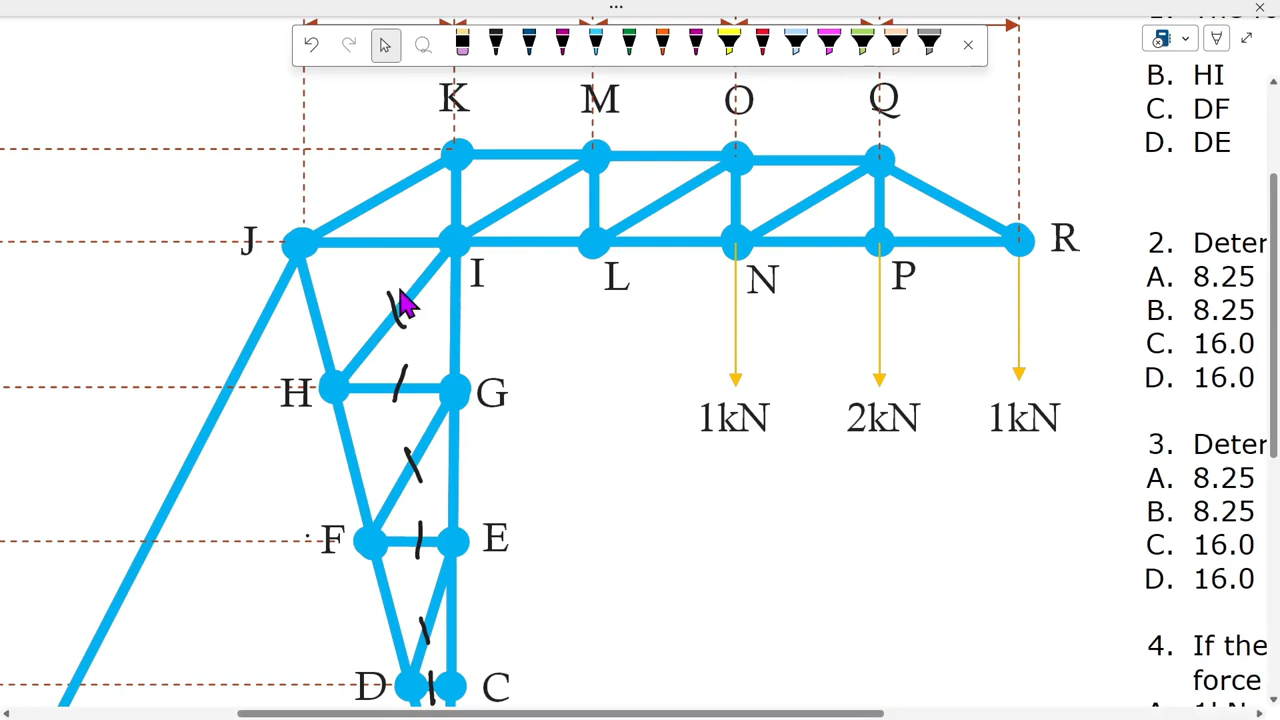 B. HI
C. DF
D. DE
K M O Q
J I L N P R
2. Deter
A. 8.25
B. 8.25
C. 16.0
D. 16.0
H G
1kN 2kN 1kN
3. Deter
A. 8.25
B. 8.25
C. 16.0
D. 16.0
F E
4. If the
force
D C